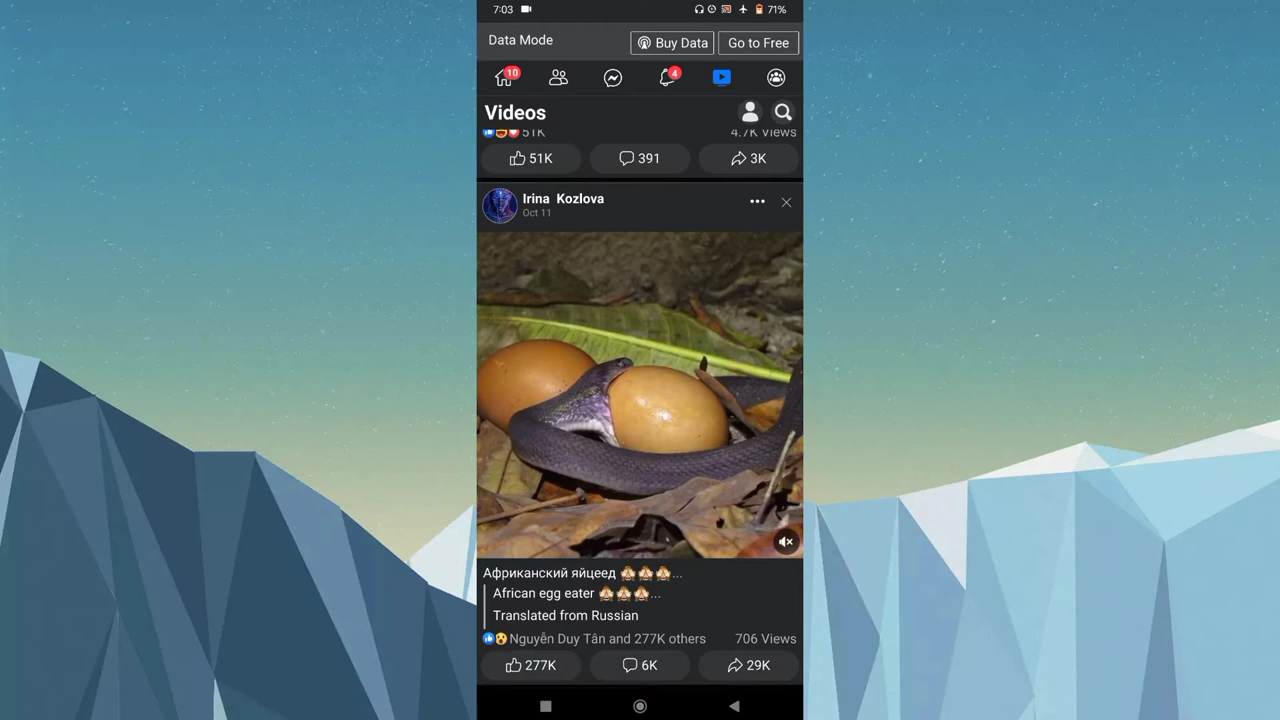 7:03
71%
Data Mode
Buy Data
Go to Free
10
4
Videos
51K
4.7K Views
51K
391
3K
Irina Kozlova
Oct 11
Африканский яйцеед 🙈🙈🙈...
African egg eater 🙈🙈🙈...
Translated from Russian
Nguyễn Duy Tân and 277K others
706 Views
277K
6K
29K